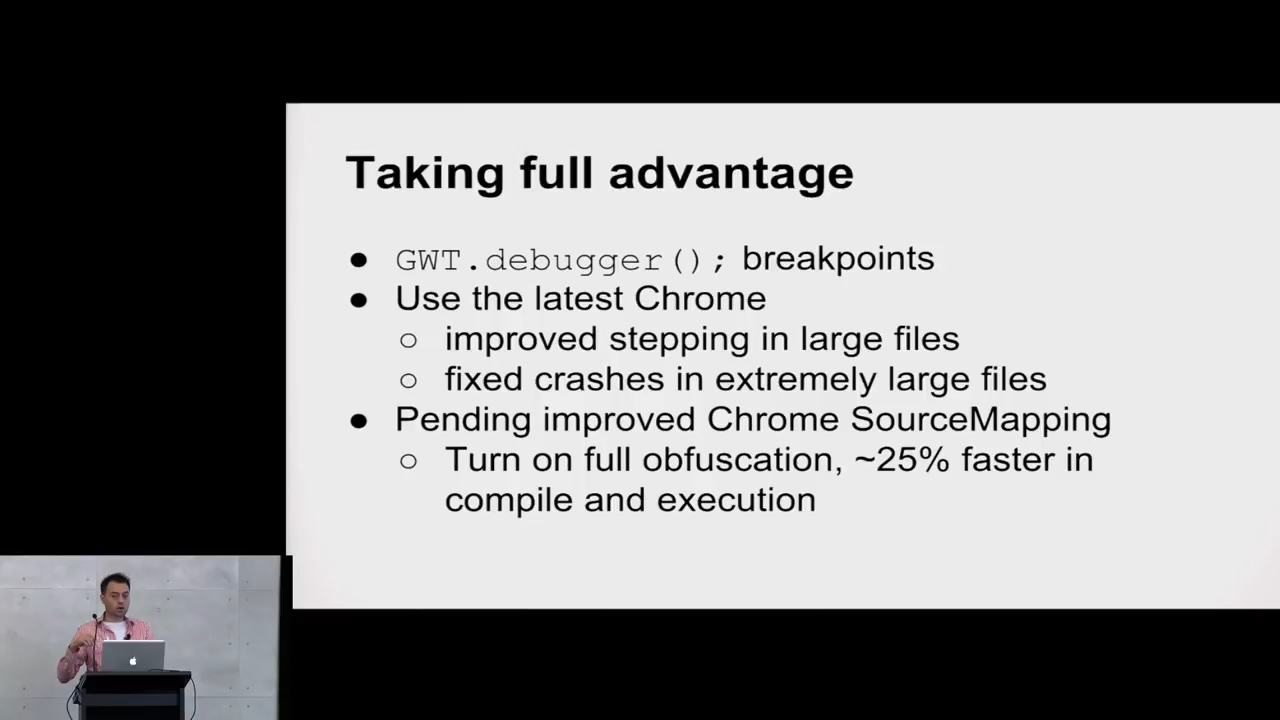 Taking full advantage
● GWT.debugger(); breakpoints
● Use the latest Chrome
○ improved stepping in large files
○ fixed crashes in extremely large files
● Pending improved Chrome SourceMapping
○ Turn on full obfuscation, ~25% faster in
compile and execution